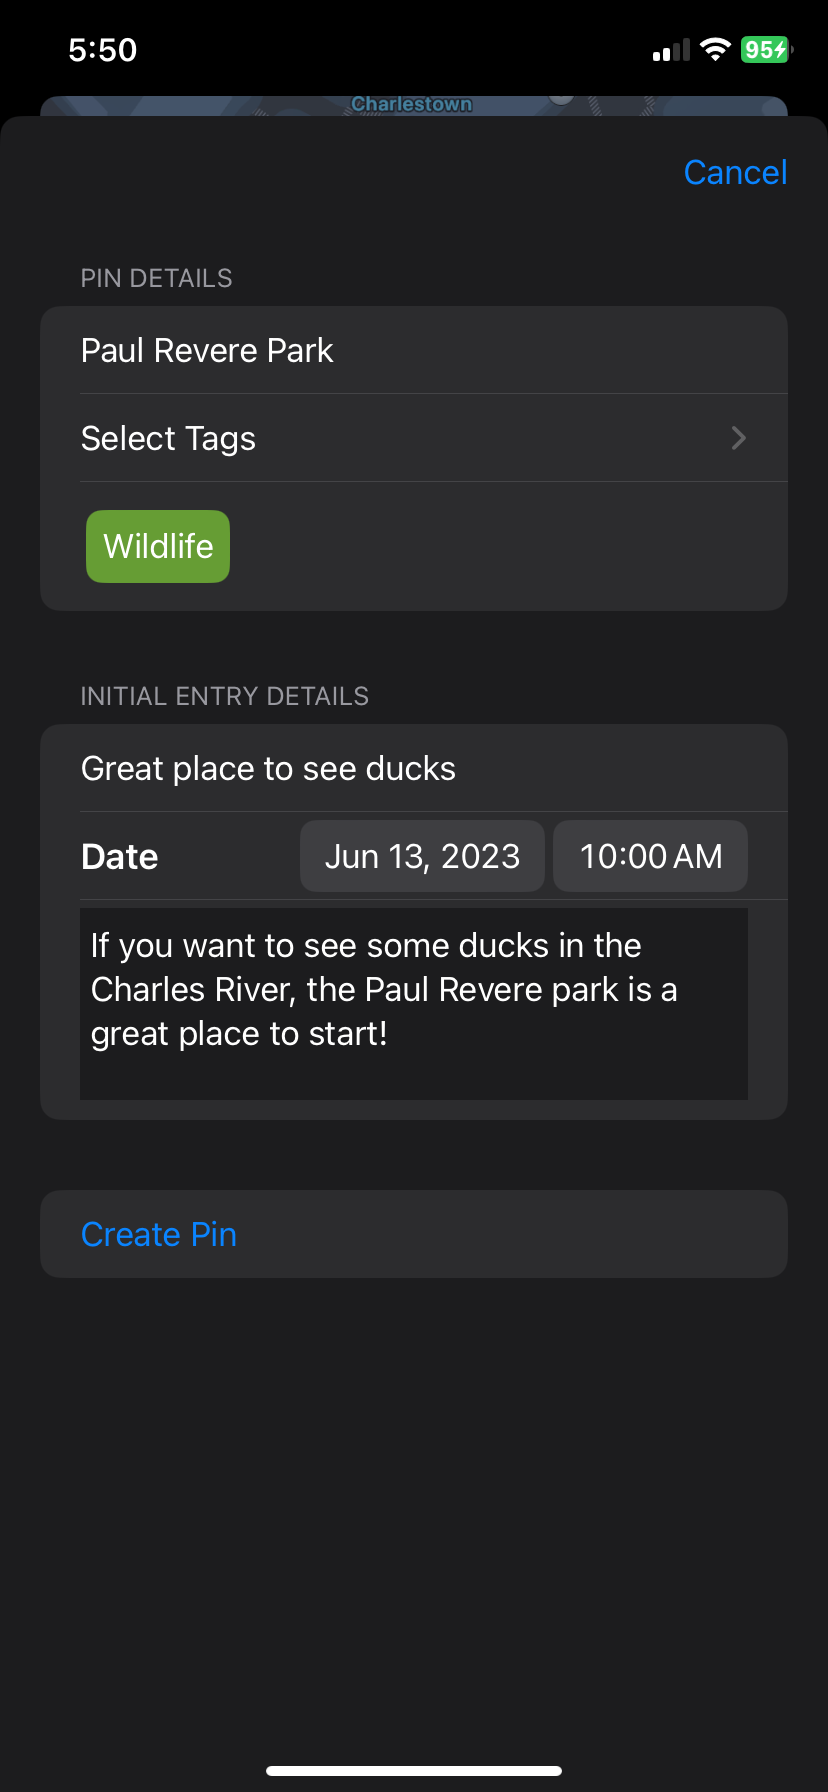 5:50
95
Charlestown
Cancel
PIN DETAILS
Paul Revere Park
Select Tags
Wildlife
INITIAL ENTRY DETAILS
Great place to see ducks
Date Jun 13, 2023 10:00 AM
If you want to see some ducks in the
Charles River, the Paul Revere park is a
great place to start!
Create Pin